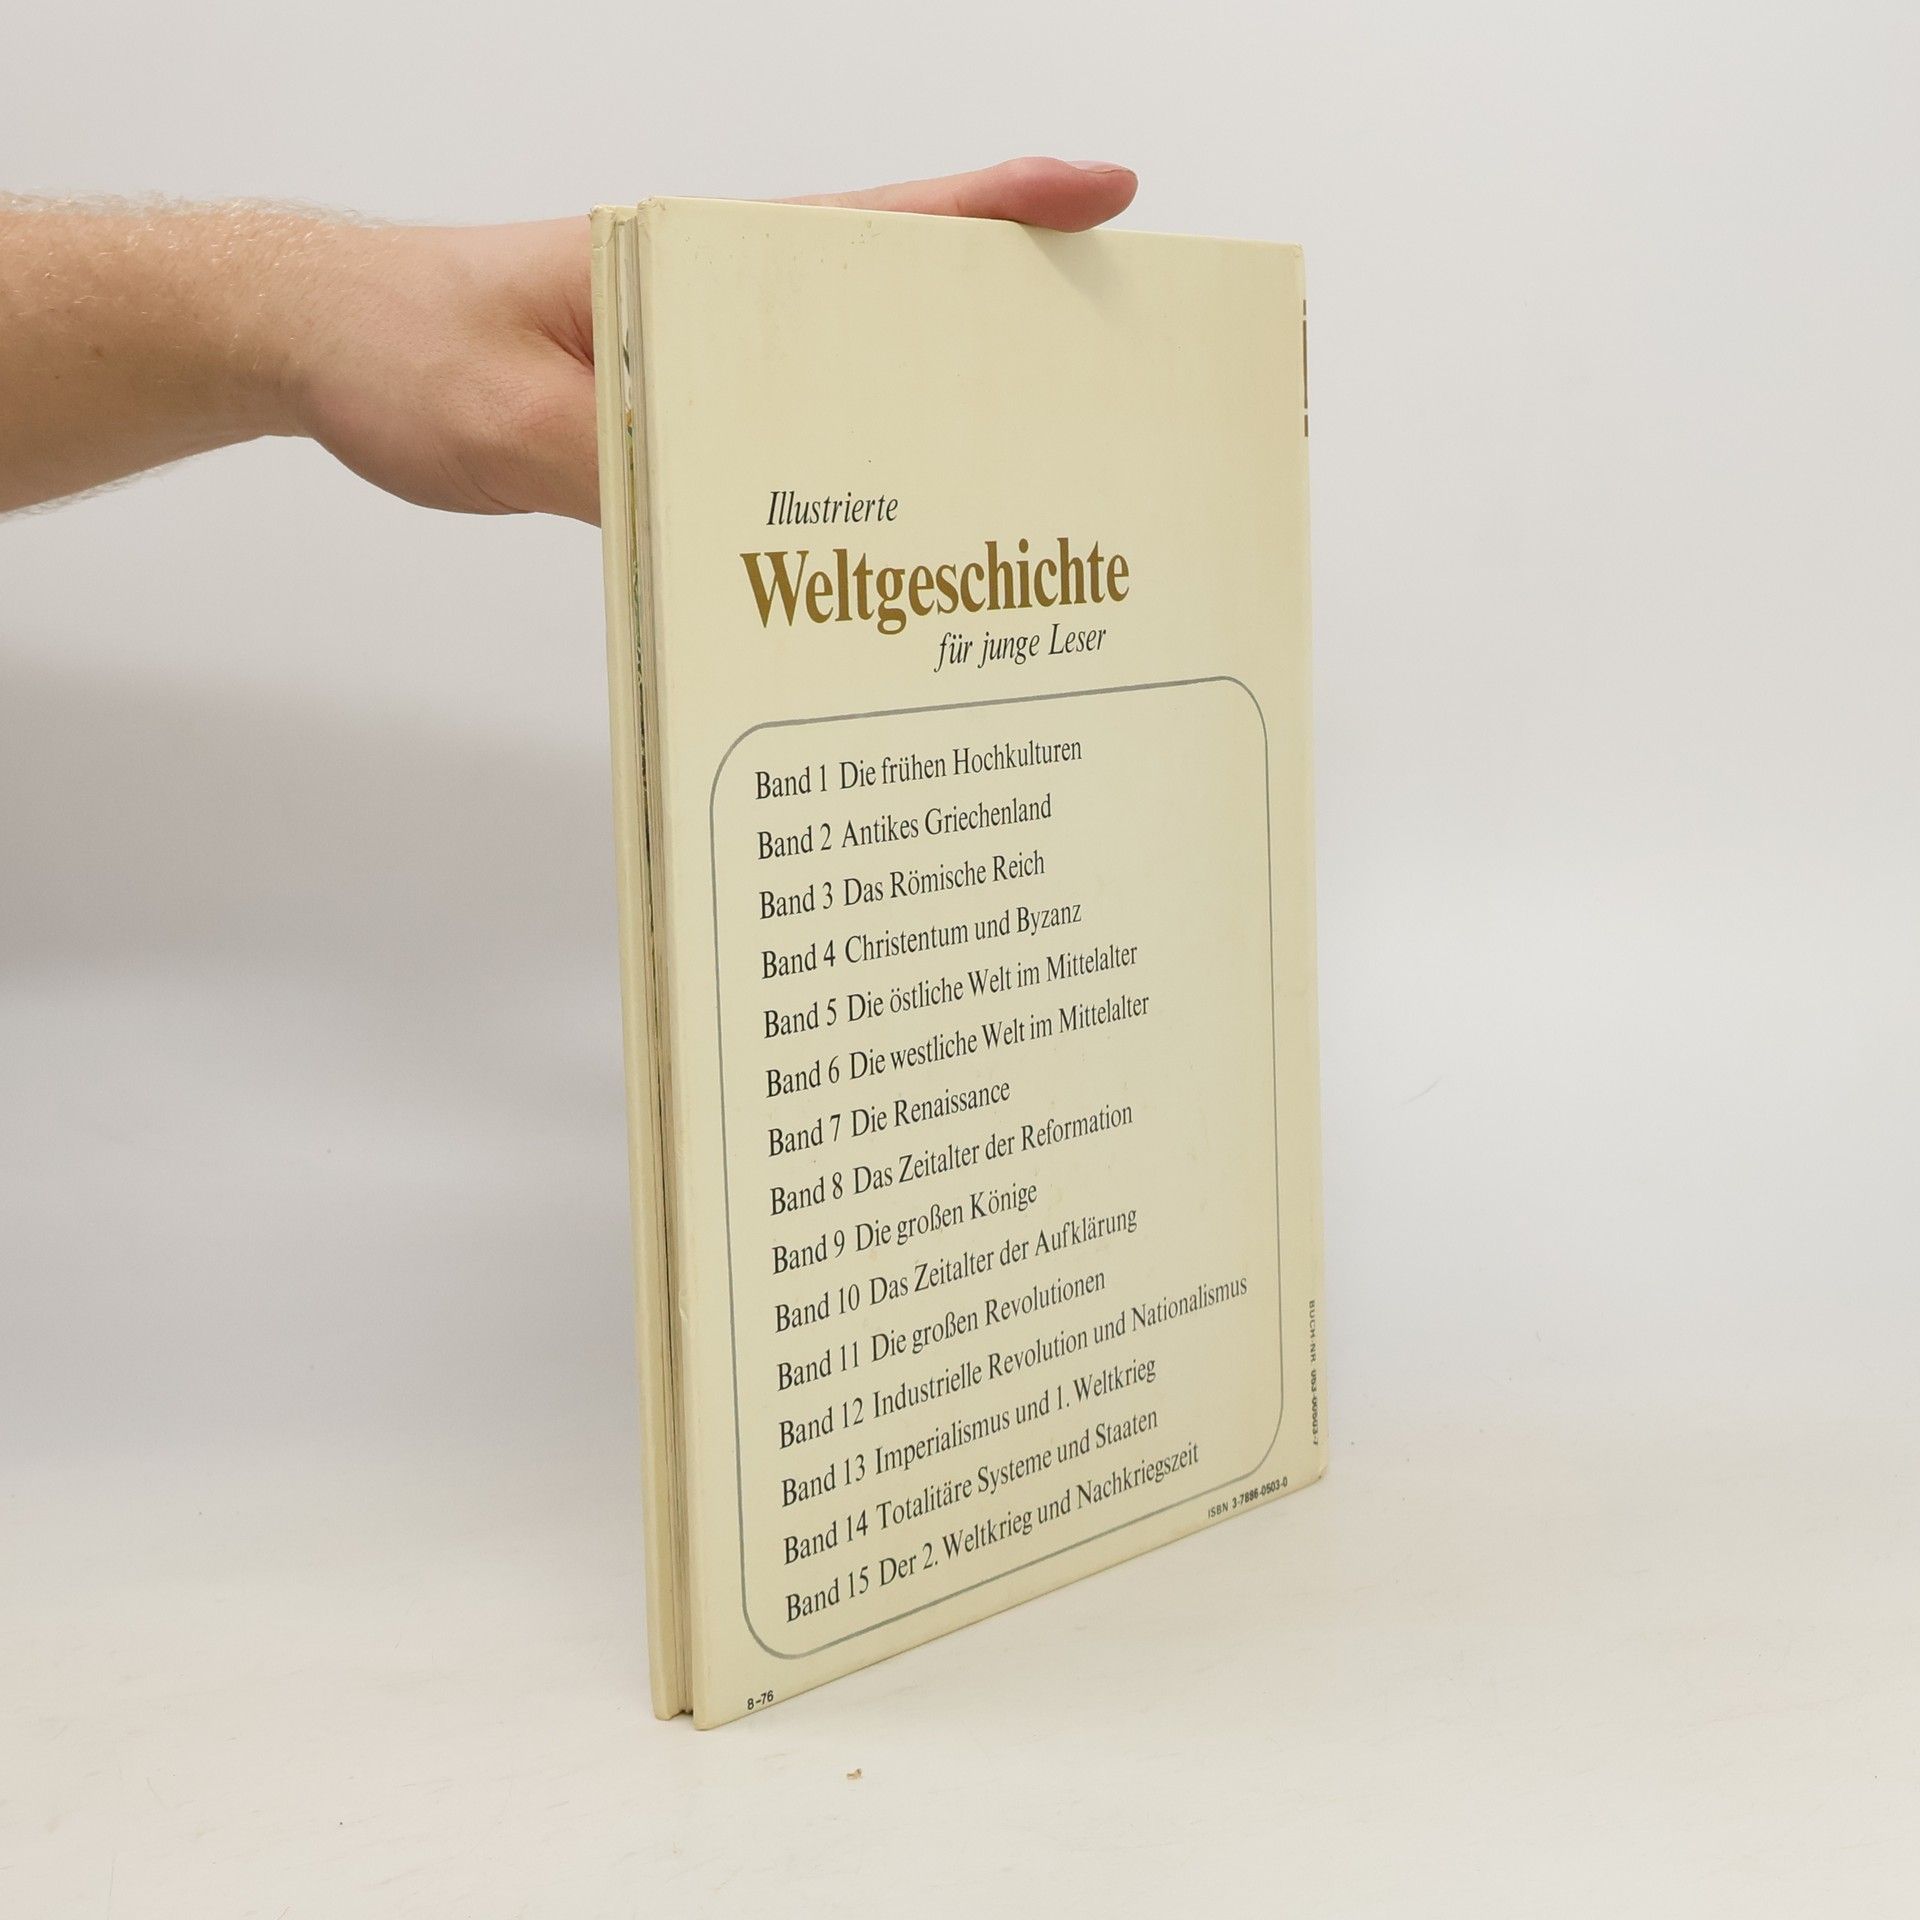 Illustrierte
Weltgeschichte
für junge Leser
Band 1 Die frühen Hochkulturen
Band 2 Antikes Griechenland
Band 3 Das Römische Reich
Band 4 Christentum und Byzanz
Band 5 Die östliche Welt im Mittelalter
Band 6 Die westliche Welt im Mittelalter
Band 7 Die Renaissance
Band 8 Das Zeitalter der Reformation
Band 9 Die großen Könige
Band 10 Das Zeitalter der Aufklärung
Band 11 Die großen Revolutionen
Band 12 Industrielle Revolution und Nationalismus
Band 13 Imperialismus und 1. Weltkrieg
Band 14 Totalitäre Systeme und Staaten
Band 15 Der 2. Weltkrieg und Nachkriegszeit
ISBN 3-7886-0503-0
8-76
BUCH-NR.